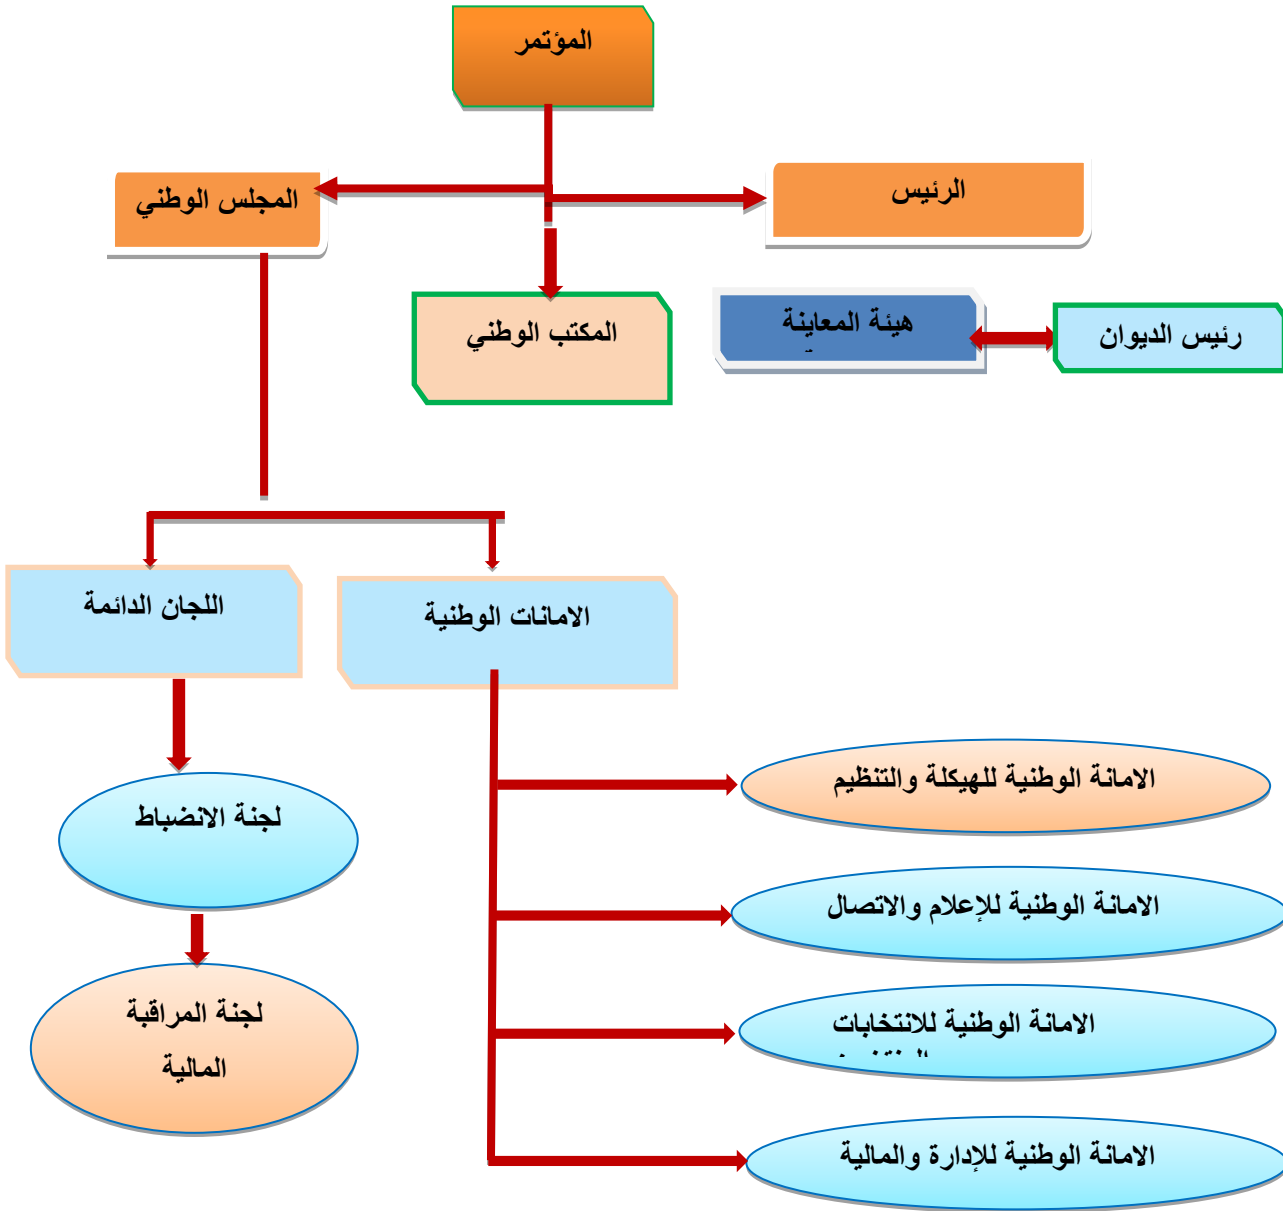 المؤتمر
الرئيس
المجلس الوطني
رئيس الديوان
هيئة المعاينة
المكتب الوطني
الامانات الوطنية
اللجان الدائمة
الامانة الوطنية للهيكلة والتنظيم
لجنة الانضباط
الامانة الوطنية للإعلام والاتصال
لجنة المراقبة
المالية
الامانة الوطنية للانتخابات
الامانة الوطنية للإدارة والمالية